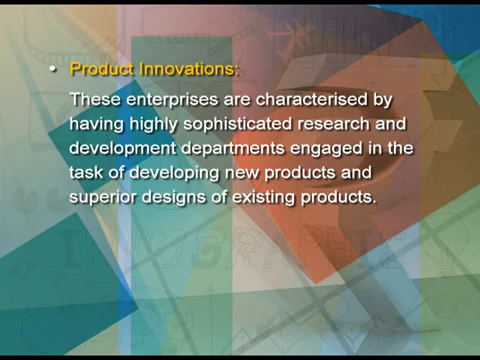 • Product Innovations:
These enterprises are characterised by
having highly sophisticated research and
development departments engaged in the
task of developing new products and
superior designs of existing products.